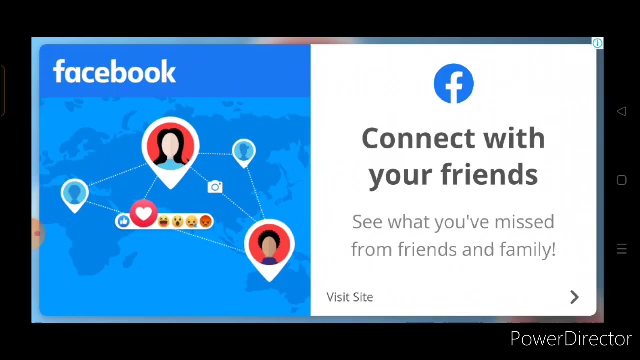 facebook
Connect with
your friends
See what you've missed
from friends and family!
Visit Site
PowerDirector